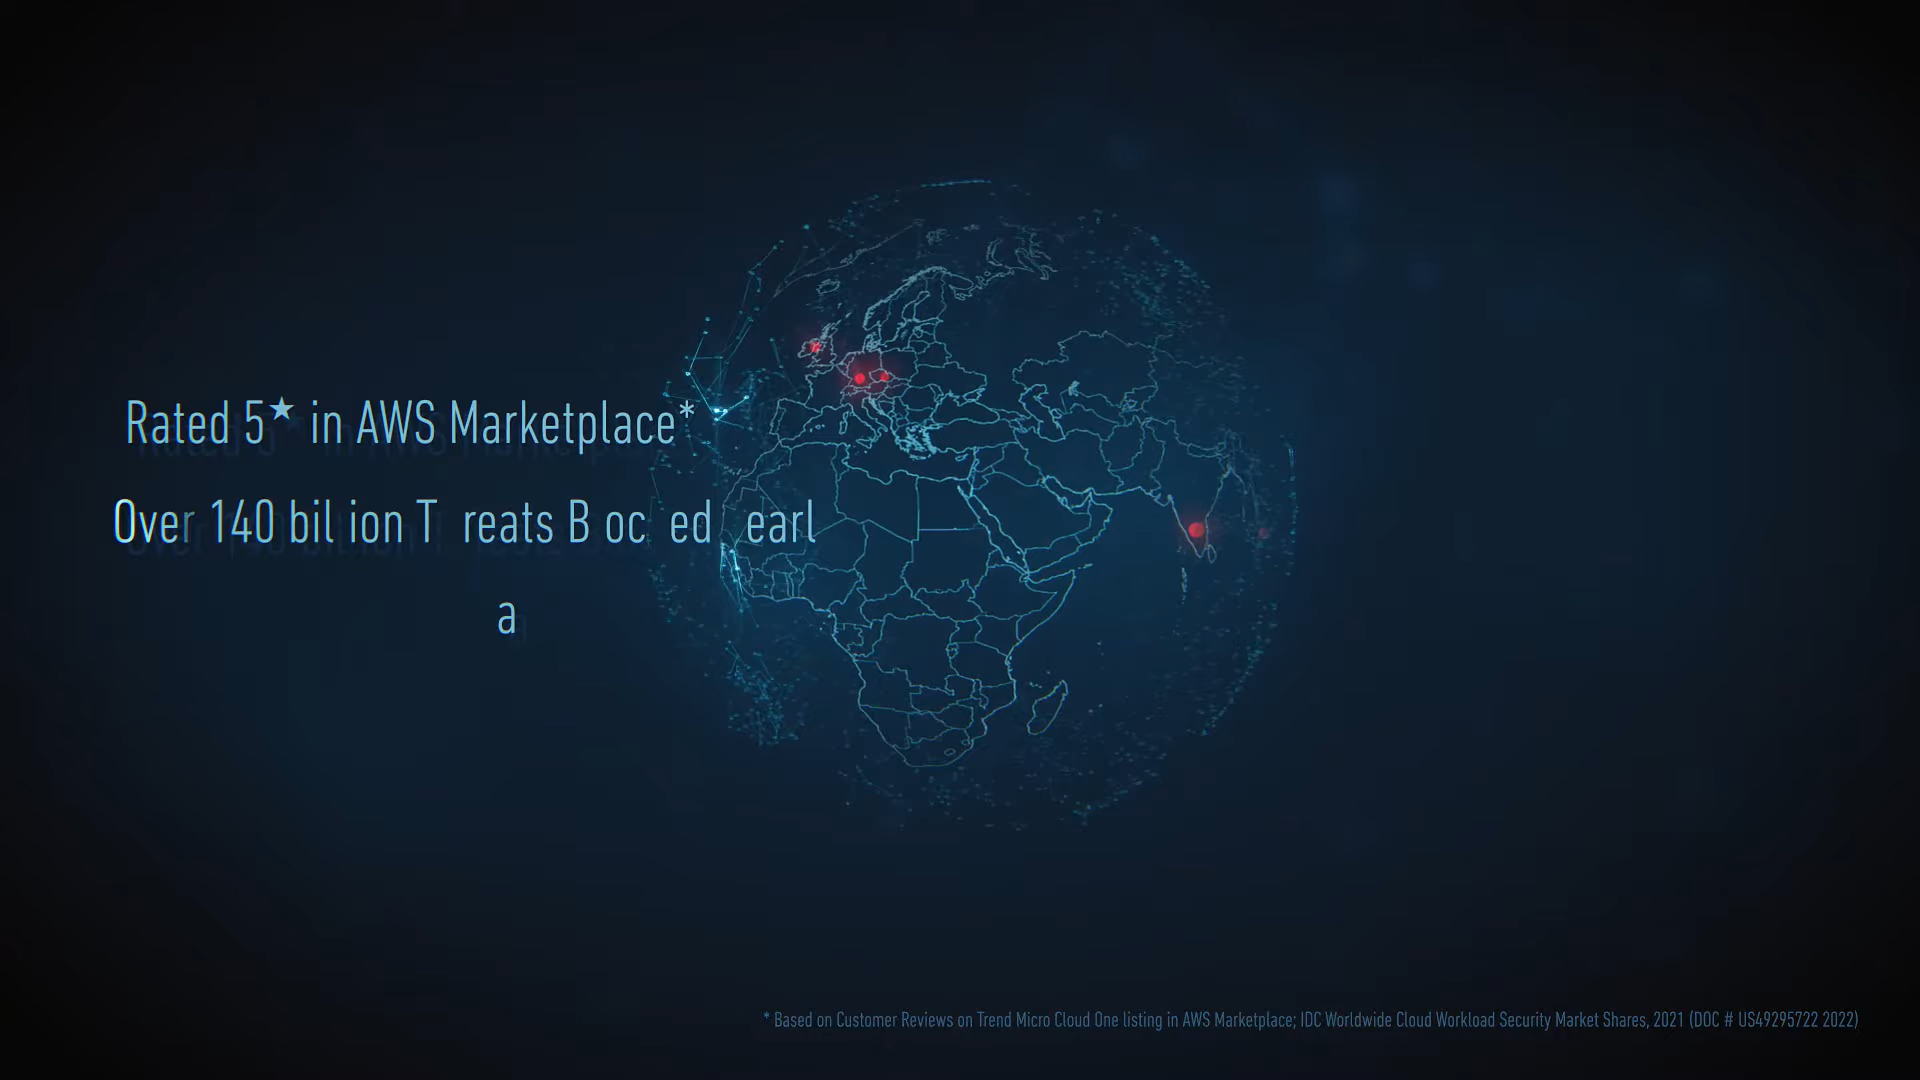 Rated 5★ in AWS Marketplace*
Over 140 bil ion T reats B oc ed earl
a
* Based on Customer Reviews on Trend Micro Cloud One listing in AWS Marketplace; IDC Worldwide Cloud Workload Security Market Shares, 2021 (DOC # US49295722 2022)